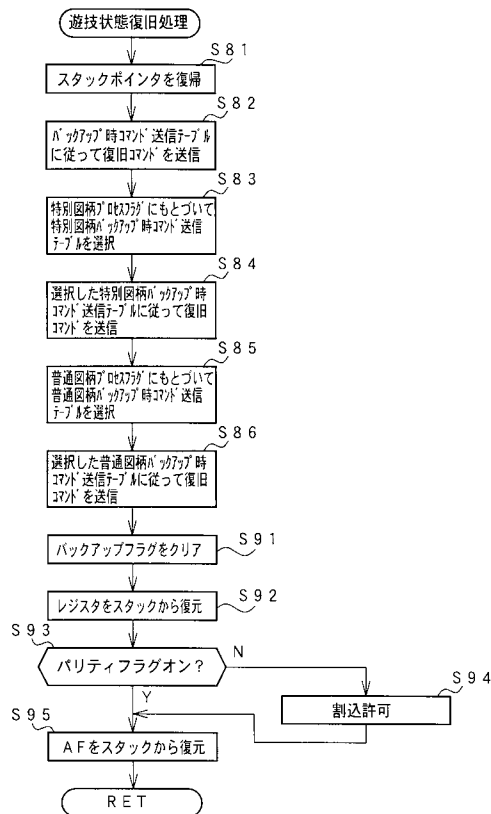 遊技状態復旧処理
S81
スタックポインタを復帰
S82
バックアップ時コマンド送信テーブル
に従って復旧コマンドを送信
S83
特別図柄プロセスフラグにもとづいて、
特別図柄バックアップ時コマンド送信
テーブルを選択
S84
選択した特別図柄バックアップ時
コマンド送信テーブルに従って復旧
コマンドを送信
S85
普通図柄プロセスフラグにもとづいて
普通図柄バックアップ時コマンド送信
テーブルを選択
S86
選択した普通図柄バックアップ時
コマンド送信テーブルに従って復旧
コマンドを送信
S91
バックアップフラグをクリア
S92
レジスタをスタックから復元
S93
パリティフラグオン?
N
Y
S94
割込許可
S95
AFをスタックから復元
RET